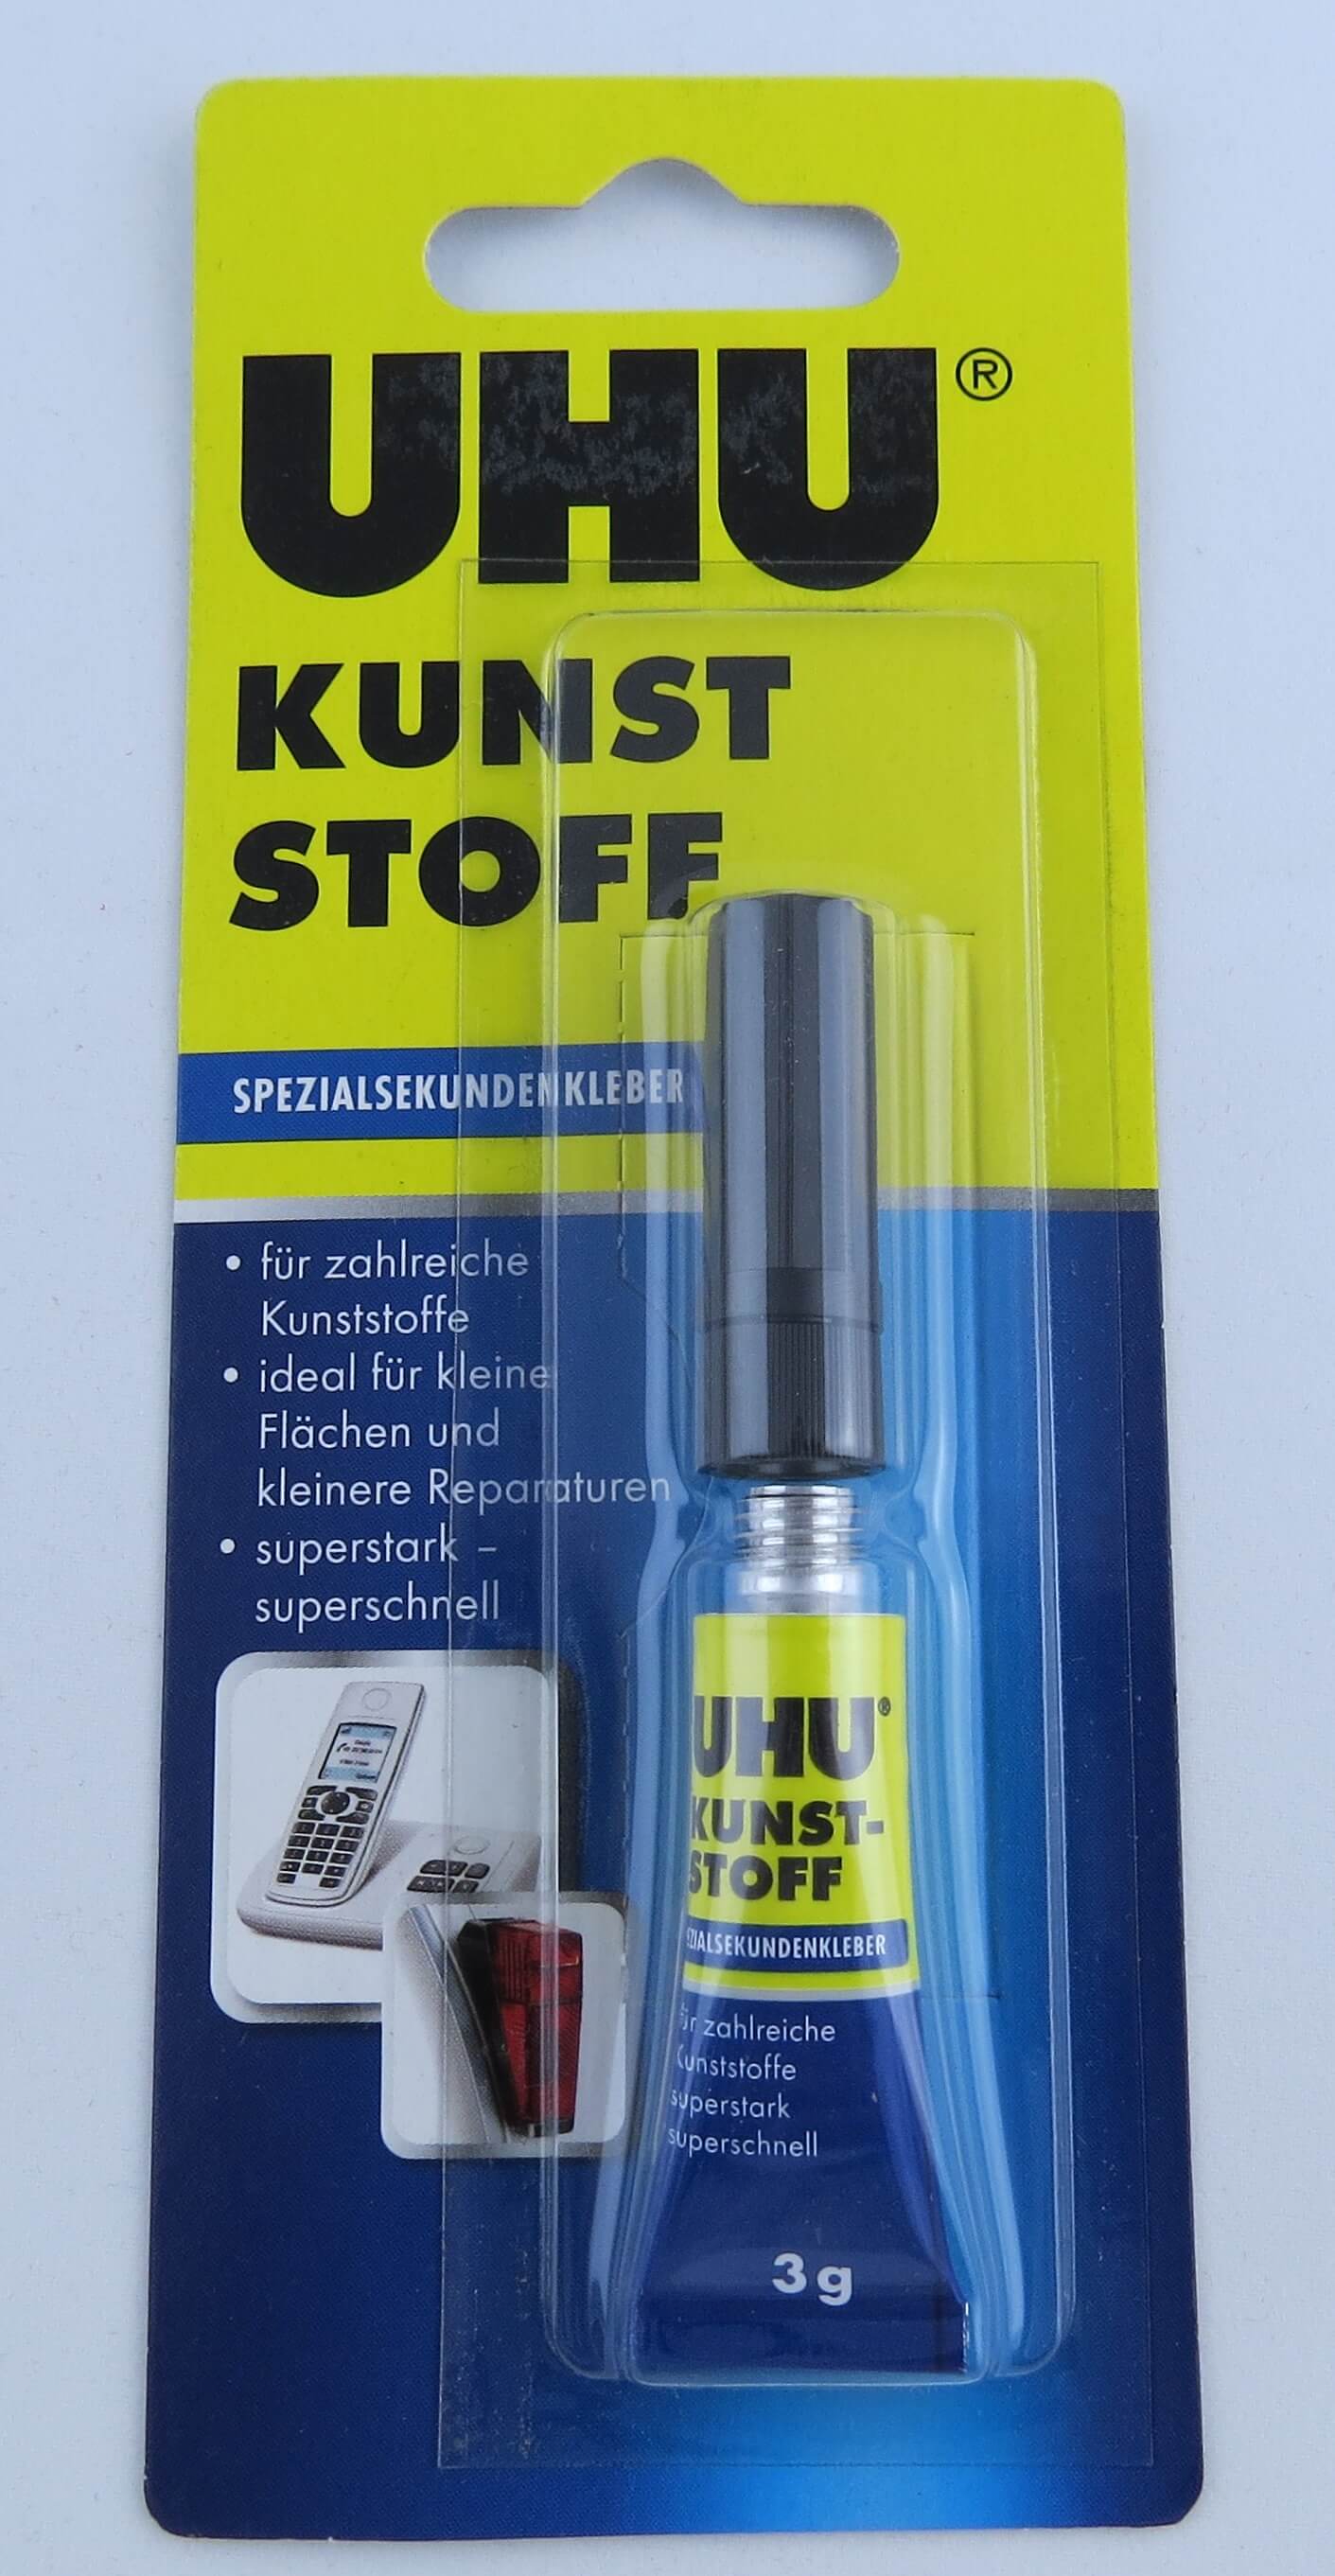 UHU®
KUNST
STOFF
SPEZIALSEKUNDENKLEBER
• für zahlreiche
Kunststoffe
• ideal für kleine
Flächen und
kleinere Reparaturen
• superstark –
superschnell
UHU®
KUNST-
STOFF
ZIALSEKUNDENKLEBER
für zahlreiche
Kunststoffe
superstark
superschnell
3 g